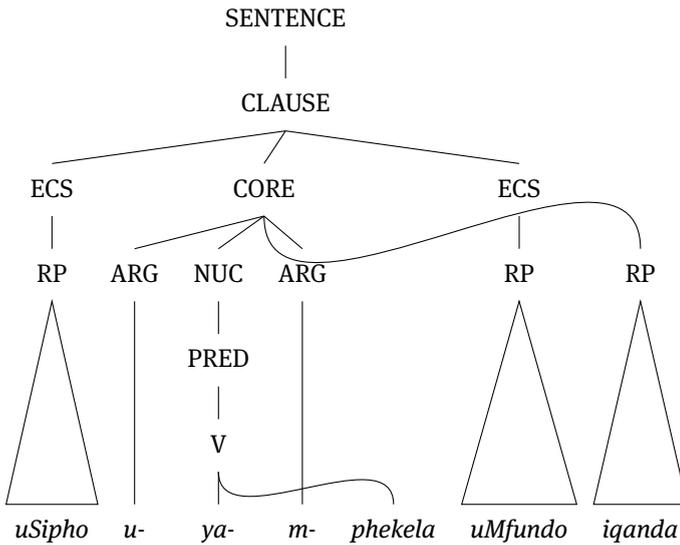 SENTENCE
CLAUSE
ECS CORE ECS
RP ARG NUC ARG RP RP
PRED
V
uSipho u- ya- m- phekela uMfundo iqanda